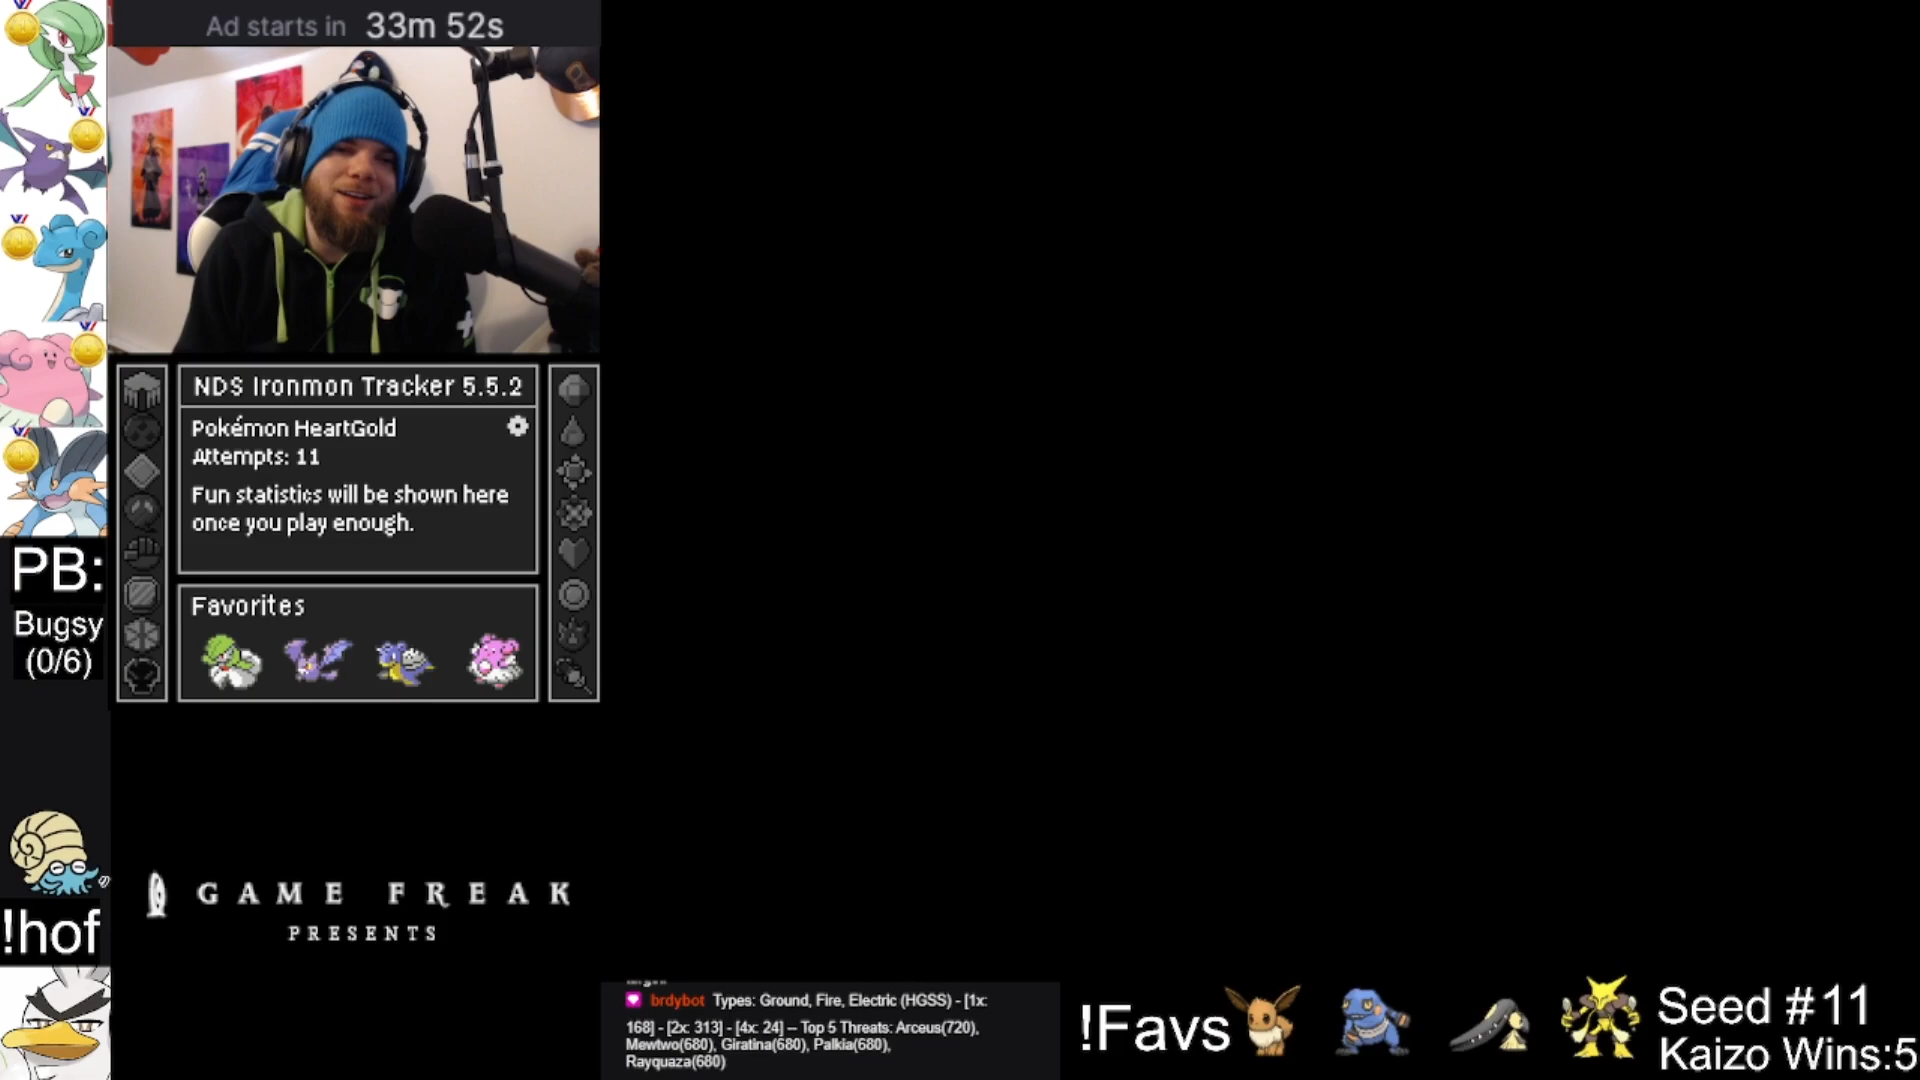 Ad starts in 33m 52s
NDS Ironmon Tracker 5.5.2
Pokémon HeartGold
Attempts: 11
Fun statistics will be shown here
once you play enough.
Favorites
PB:
Bugsy
(0/6)
!hof
GAME FREAK
PRESENTS
brdybot Types: Ground, Fire, Electric (HGSS) - [1x:
168] - [2x: 313] - [4x: 24] – Top 5 Threats: Arceus(720),
Mewtwo(680), Giratina(680), Palkia(680),
Rayquaza(680)
!Favs
Seed #11
Kaizo Wins:5